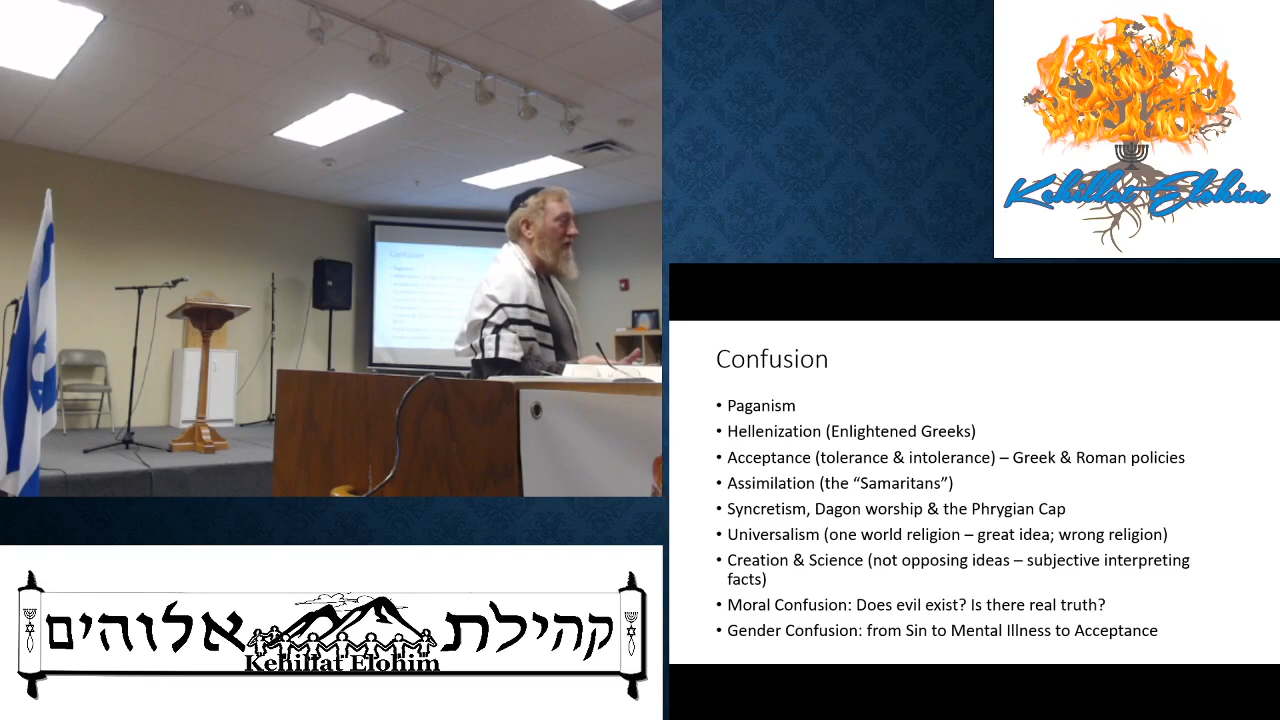 Kehillat Elohim
Confusion
• Paganism
• Hellenization (Enlightened Greeks)
• Acceptance (tolerance & intolerance) – Greek & Roman policies
• Assimilation (the “Samaritans”)
• Syncretism, Dagon worship & the Phrygian Cap
• Universalism (one world religion – great idea; wrong religion)
• Creation & Science (not opposing ideas – subjective interpreting
facts)
• Moral Confusion: Does evil exist? Is there real truth?
• Gender Confusion: from Sin to Mental Illness to Acceptance
קהילת אלוהים
Kehillat Elohim